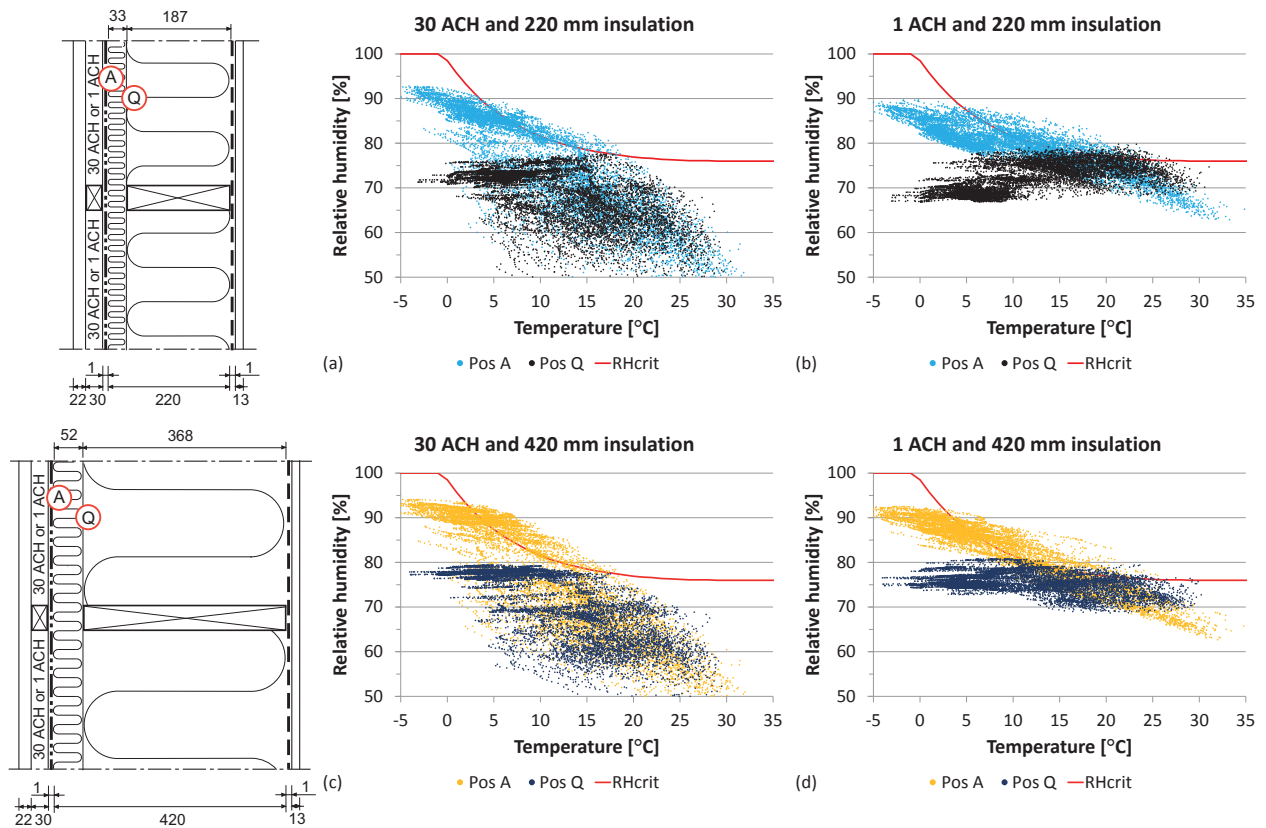 33 187
30 ACH or 1 ACH
A
Q
30 ACH or 1 ACH
1 1
22 30 220 13
30 ACH and 220 mm insulation
Relative humidity [%]
100
90
80
70
60
50
-5 0 5 10 15 20 25 30 35
Temperature [°C]
(a)
Pos A Pos Q RHcrit
1 ACH and 220 mm insulation
Relative humidity [%]
100
90
80
70
60
50
-5 0 5 10 15 20 25 30 35
Temperature [°C]
(b)
Pos A Pos Q RHcrit
52 368
30 ACH or 1 ACH
A
Q
30 ACH or 1 ACH
1 1
22 30 420 13
30 ACH and 420 mm insulation
Relative humidity [%]
100
90
80
70
60
50
-5 0 5 10 15 20 25 30 35
Temperature [°C]
(c)
Pos A Pos Q RHcrit
1 ACH and 420 mm insulation
Relative humidity [%]
100
90
80
70
60
50
-5 0 5 10 15 20 25 30 35
Temperature [°C]
(d)
Pos A Pos Q RHcrit